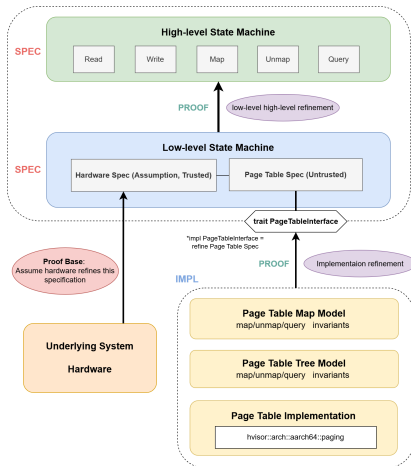 High-level State Machine
SPEC
Read
Write
Map
Unmap
Query
PROOF
low-level high-level refinement
Low-level State Machine
SPEC
Hardware Spec (Assumption, Trusted)
Page Table Spec (Untrusted)
trait PageTableInterface
*impl PageTableInterface =
refine Page Table Spec
Proof Base:
Assume hardware refines this
specification
PROOF
Implementaion refinement
IMPL
Page Table Map Model
map/unmap/query invariants
Underlying System
Hardware
Page Table Tree Model
map/unmap/query invariants
Page Table Implementation
hvisor::arch::aarch64::paging